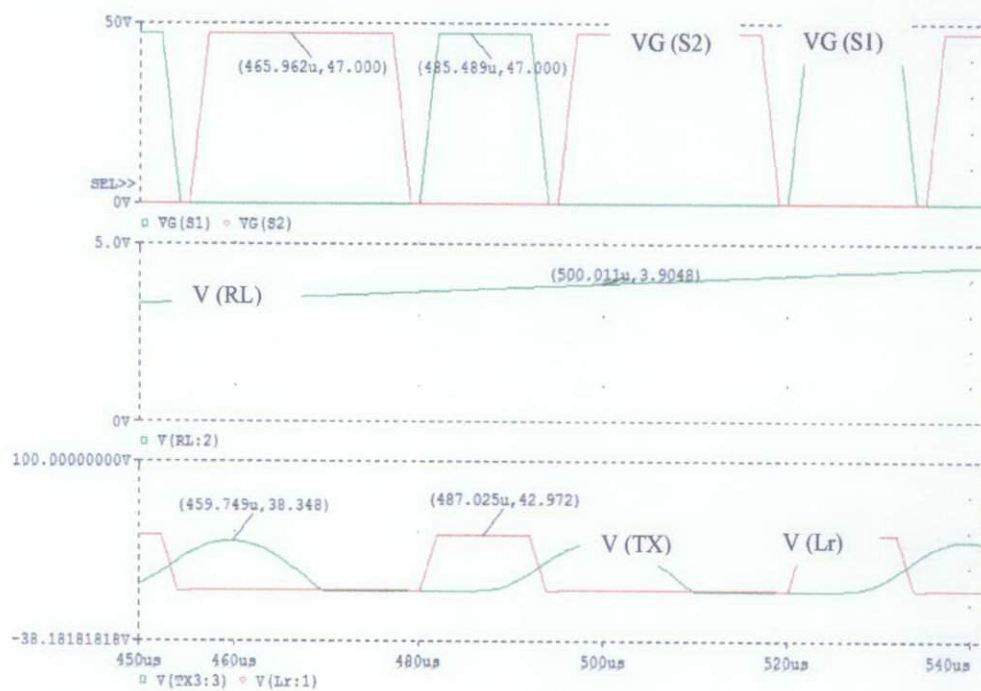 50V
VG (S2)
VG (S1)
(465.962u,47.000)
(485.489u,47.000)
SEL>>
0V
VG(S1) VG(S2)
5.0V
(500.011u,3.9048)
V (RL)
0V
V(RL:2)
100.00000000V
(459.749u,38.348)
(487.025u,42.972)
V (TX)
V (Lr)
-38.18181818V
450us 460us 480us 500us 520us 540us
V(TX3:3) V(Lr:1)